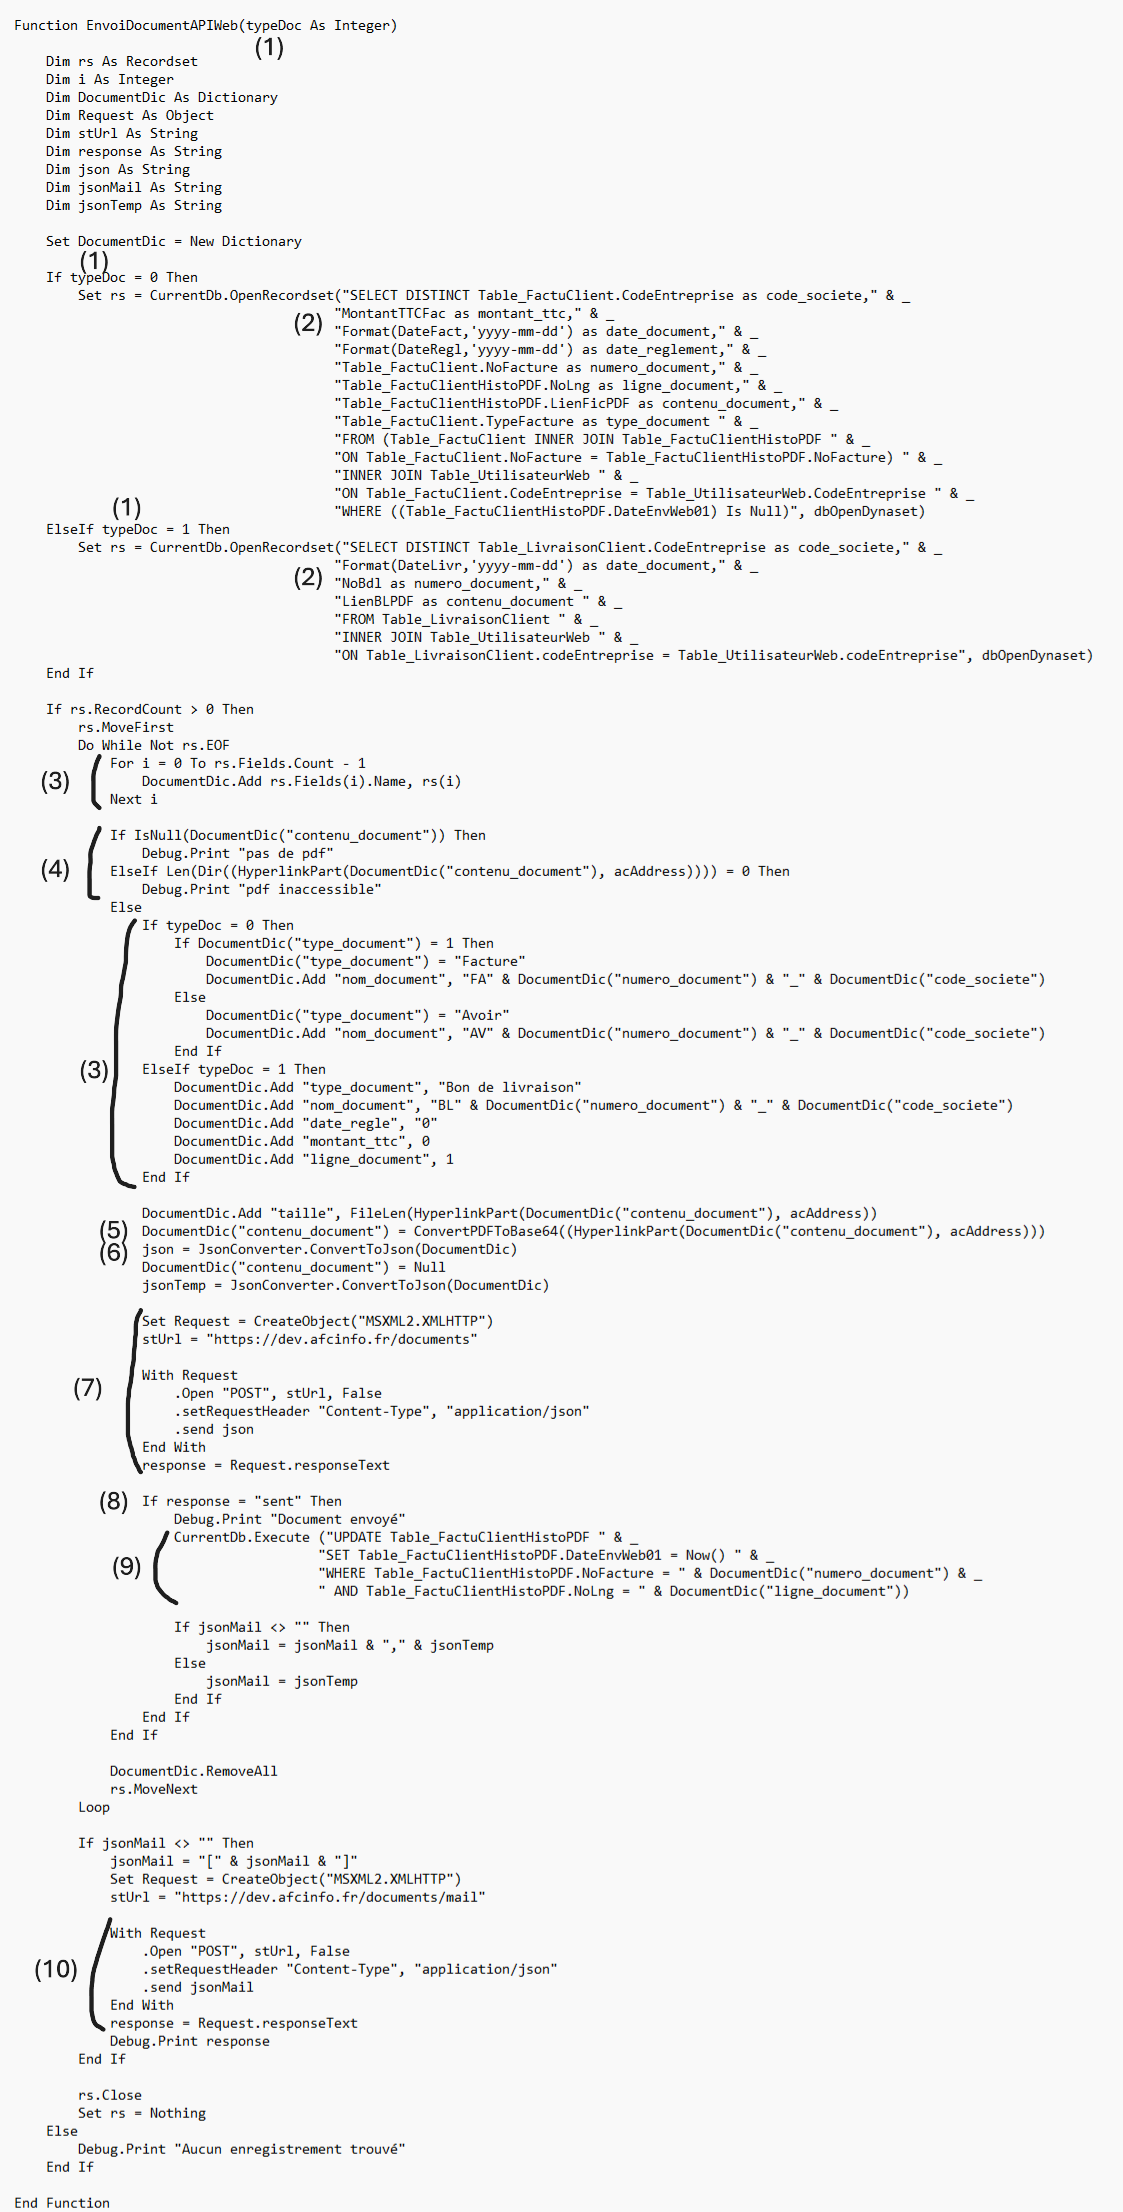 Function EnvoiDocumentAPIWeb(typeDoc As Integer)
(1)
Dim rs As Recordset
Dim i As Integer
Dim DocumentDic As Dictionary
Dim Request As Object
Dim stUrl As String
Dim response As String
Dim json As String
Dim jsonMail As String
Dim jsonTemp As String
Set DocumentDic = New Dictionary
(1)
If typeDoc = 0 Then
Set rs = CurrentDb.OpenRecordset("SELECT DISTINCT Table_FactuClient.CodeEntreprise as code_societe," & _
"MontantTTCFac as montant_ttc," & _
(2)
"Format(DateFact,'yyyy-mm-dd') as date_document," & _
"Format(DateRegl,'yyyy-mm-dd') as date_reglement," & _
"Table_FactuClient.NoFacture as numero_document," & _
"Table_FactuClientHistoPDF.NoLng as ligne_document," & _
"Table_FactuClientHistoPDF.LienFicPDF as contenu_document," & _
"Table_FactuClient.TypeFacture as type_document " & _
"FROM (Table_FactuClient INNER JOIN Table_FactuClientHistoPDF " & _
"ON Table_FactuClient.NoFacture = Table_FactuClientHistoPDF.NoFacture) " & _
"INNER JOIN Table_UtilisateurWeb " & _
"ON Table_FactuClient.CodeEntreprise = Table_UtilisateurWeb.CodeEntreprise " & _
(1)
"WHERE ((Table_FactuClientHistoPDF.DateEnvWeb01) Is Null)", dbOpenDynaset)
ElseIf typeDoc = 1 Then
Set rs = CurrentDb.OpenRecordset("SELECT DISTINCT Table_LivraisonClient.CodeEntreprise as code_societe," & _
"Format(DateLivr,'yyyy-mm-dd') as date_document," & _
(2)
"NoBdl as numero_document," & _
"LienBLPDF as contenu_document " & _
"FROM Table_LivraisonClient " & _
"INNER JOIN Table_UtilisateurWeb " & _
"ON Table_LivraisonClient.codeEntreprise = Table_UtilisateurWeb.codeEntreprise", dbOpenDynaset)
End If
If rs.RecordCount > 0 Then
rs.MoveFirst
Do While Not rs.EOF
For i = 0 To rs.Fields.Count - 1
(3) DocumentDic.Add rs.Fields(i).Name, rs(i)
Next i
If IsNull(DocumentDic("contenu_document")) Then
Debug.Print "pas de pdf"
(4) ElseIf Len(Dir((HyperlinkPart(DocumentDic("contenu_document"), acAddress)))) = 0 Then
Debug.Print "pdf inaccessible"
Else
If typeDoc = 0 Then
If DocumentDic("type_document") = 1 Then
DocumentDic("type_document") = "Facture"
DocumentDic.Add "nom_document", "FA" & DocumentDic("numero_document") & "_" & DocumentDic("code_societe")
Else
DocumentDic("type_document") = "Avoir"
DocumentDic.Add "nom_document", "AV" & DocumentDic("numero_document") & "_" & DocumentDic("code_societe")
End If
(3) ElseIf typeDoc = 1 Then
DocumentDic.Add "type_document", "Bon de livraison"
DocumentDic.Add "nom_document", "BL" & DocumentDic("numero_document") & "_" & DocumentDic("code_societe")
DocumentDic.Add "date_regle", "0"
DocumentDic.Add "montant_ttc", 0
DocumentDic.Add "ligne_document", 1
End If
DocumentDic.Add "taille", FileLen(HyperlinkPart(DocumentDic("contenu_document"), acAddress))
(5) DocumentDic("contenu_document") = ConvertPDFToBase64((HyperlinkPart(DocumentDic("contenu_document"), acAddress)))
(6) json = JsonConverter.ConvertToJson(DocumentDic)
DocumentDic("contenu_document") = Null
jsonTemp = JsonConverter.ConvertToJson(DocumentDic)
Set Request = CreateObject("MSXML2.XMLHTTP")
stUrl = "https://dev.afcinfo.fr/documents"
With Request
(7) .Open "POST", stUrl, False
.setRequestHeader "Content-Type", "application/json"
.send json
End With
response = Request.responseText
(8) If response = "sent" Then
Debug.Print "Document envoyé"
CurrentDb.Execute ("UPDATE Table_FactuClientHistoPDF " & _
"SET Table_FactuClientHistoPDF.DateEnvWeb01 = Now() " & _
(9) "WHERE Table_FactuClientHistoPDF.NoFacture = " & DocumentDic("numero_document") & _
" AND Table_FactuClientHistoPDF.NoLng = " & DocumentDic("ligne_document"))
If jsonMail <> "" Then
jsonMail = jsonMail & "," & jsonTemp
Else
jsonMail = jsonTemp
End If
End If
End If
DocumentDic.RemoveAll
rs.MoveNext
Loop
If jsonMail <> "" Then
jsonMail = "[" & jsonMail & "]"
Set Request = CreateObject("MSXML2.XMLHTTP")
stUrl = "https://dev.afcinfo.fr/documents/mail"
With Request
.Open "POST", stUrl, False
(10) .setRequestHeader "Content-Type", "application/json"
.send jsonMail
End With
response = Request.responseText
Debug.Print response
End If
rs.Close
Set rs = Nothing
Else
Debug.Print "Aucun enregistrement trouvé"
End If
End Function